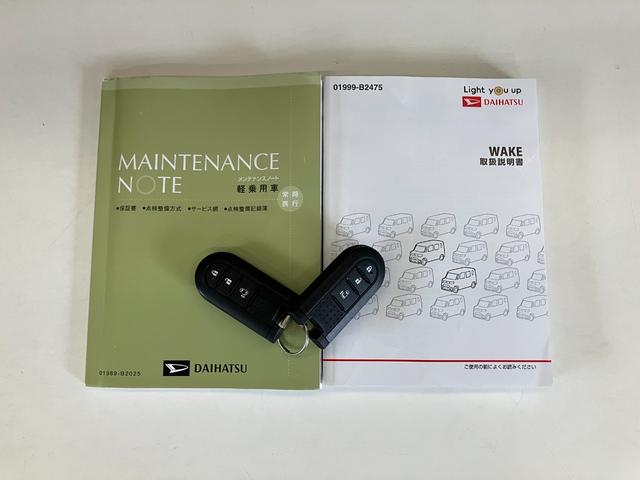 MAINTENANCE
NOTE
メンテナンスノート
軽乗用車
常時
携行
●保証書 ●点検整備方式 ●サービス網 ●点検整備記録簿
DAIHATSU
01989-B2025
01999-B2475
Light you up
DAIHATSU
WAKE
取扱説明書
ご使用の前によくお読みください